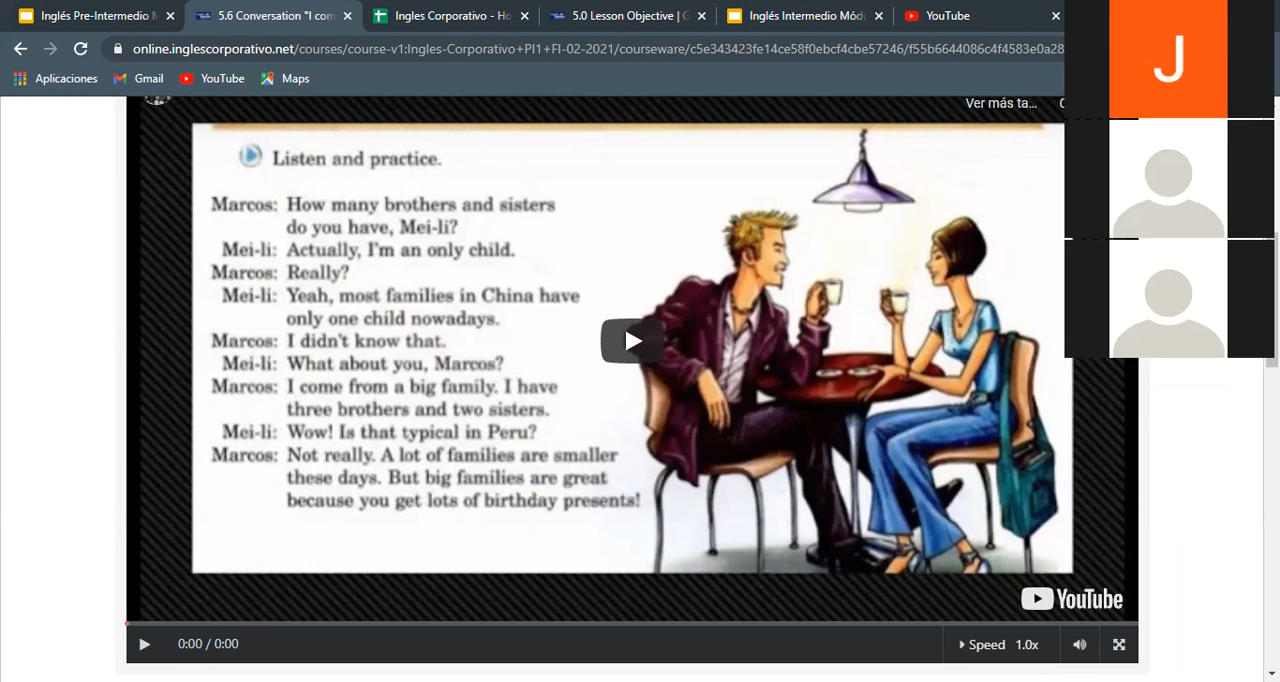 Inglés Pre-Intermedio
5.6 Conversation "I com
Ingles Corporativo - Ho
5.0 Lesson Objective |
Inglés Intermedio Módu
YouTube
online.inglescorporativo.net/courses/course-v1:Ingles-Corporativo+PI1+FI-02-2021/courseware/c5e343423fe14ce58f0ebcf4cbe57246/f55b6644086c4f4583e0a28
Aplicaciones
Gmail
YouTube
Maps
Ver más ta...
J
Listen and practice.
Marcos: How many brothers and sisters
do you have, Mei-li?
Mei-li: Actually, I'm an only child.
Marcos: Really?
Mei-li: Yeah, most families in China have
only one child nowadays.
Marcos: I didn't know that.
Mei-li: What about you, Marcos?
Marcos: I come from a big family. I have
three brothers and two sisters.
Mei-li: Wow! Is that typical in Peru?
Marcos: Not really. A lot of families are smaller
these days. But big families are great
because you get lots of birthday presents!
YouTube
0:00 / 0:00
Speed 1.0x